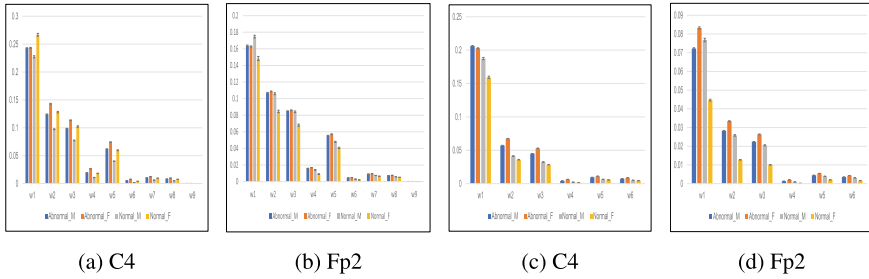 0.3
0.25
0.2
0.15
0.1
0.05
0
w1 w2 w3 w4 w5 w6 w7 w8 w9
Abnormal_M Abnormal_F Normal_M Normal_F
(a) C4
0.2
0.18
0.16
0.14
0.12
0.1
0.08
0.06
0.04
0.02
0
w1 w2 w3 w4 w5 w6 w7 w8 w9
Abnormal_M Abnormal_F Normal_M Normal_F
(b) Fp2
0.25
0.2
0.15
0.1
0.05
0
w1 w2 w3 w4 w5 w6
Abnormal_M Abnormal_F Normal_M Normal_F
(c) C4
0.09
0.08
0.07
0.06
0.05
0.04
0.03
0.02
0.01
0
w1 w2 w3 w4 w5 w6
Abnormal_M Abnormal_F Normal_M Normal_F
(d) Fp2